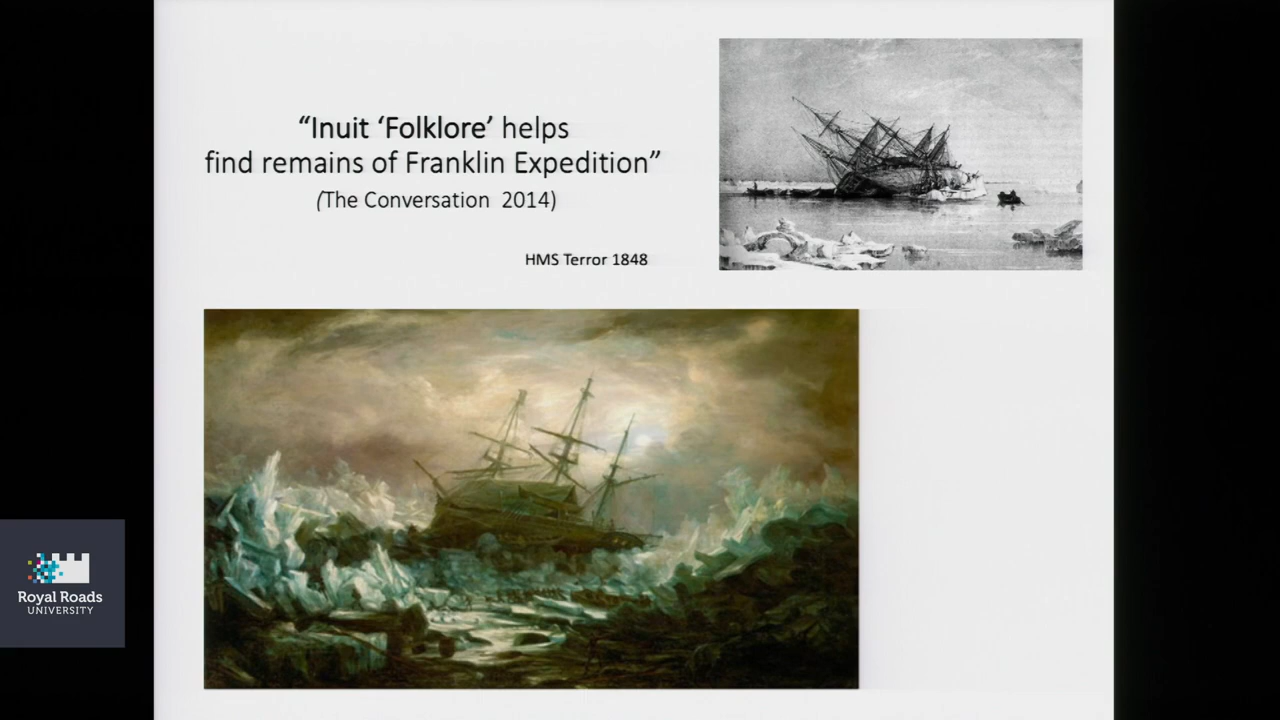 “Inuit ‘Folklore’ helps
find remains of Franklin Expedition”
(The Conversation  2014)
HMS Terror 1848
Royal Roads
UNIVERSITY